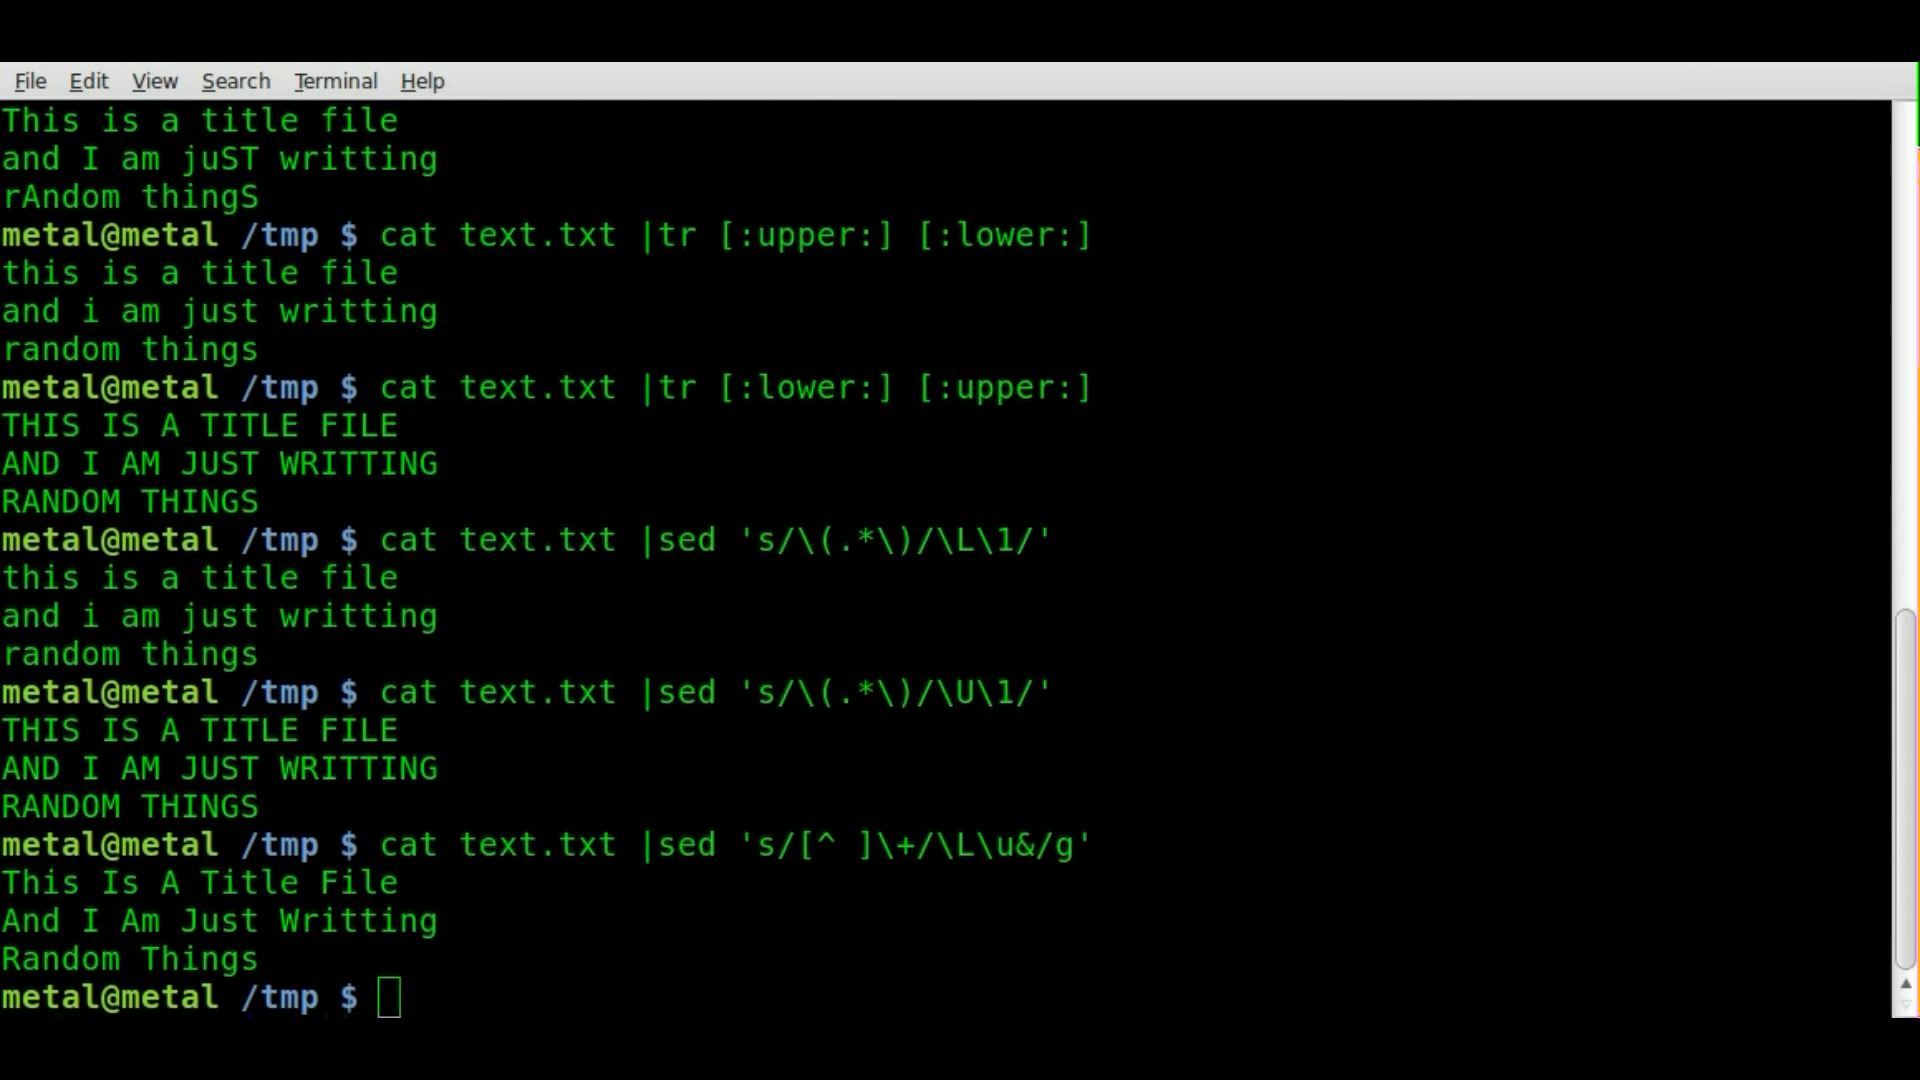 File Edit View Search Terminal Help
This is a title file
and I am juST writting
rAndom thingS
metal@metal /tmp $ cat text.txt |tr [:upper:] [:lower:]
this is a title file
and i am just writting
random things
metal@metal /tmp $ cat text.txt |tr [:lower:] [:upper:]
THIS IS A TITLE FILE
AND I AM JUST WRITTING
RANDOM THINGS
metal@metal /tmp $ cat text.txt |sed 's/\(.*\)/\L\1/'
this is a title file
and i am just writting
random things
metal@metal /tmp $ cat text.txt |sed 's/\(.*\)/\U\1/'
THIS IS A TITLE FILE
AND I AM JUST WRITTING
RANDOM THINGS
metal@metal /tmp $ cat text.txt |sed 's/[^ ]\+/\L\u&/g'
This Is A Title File
And I Am Just Writting
Random Things
metal@metal /tmp $